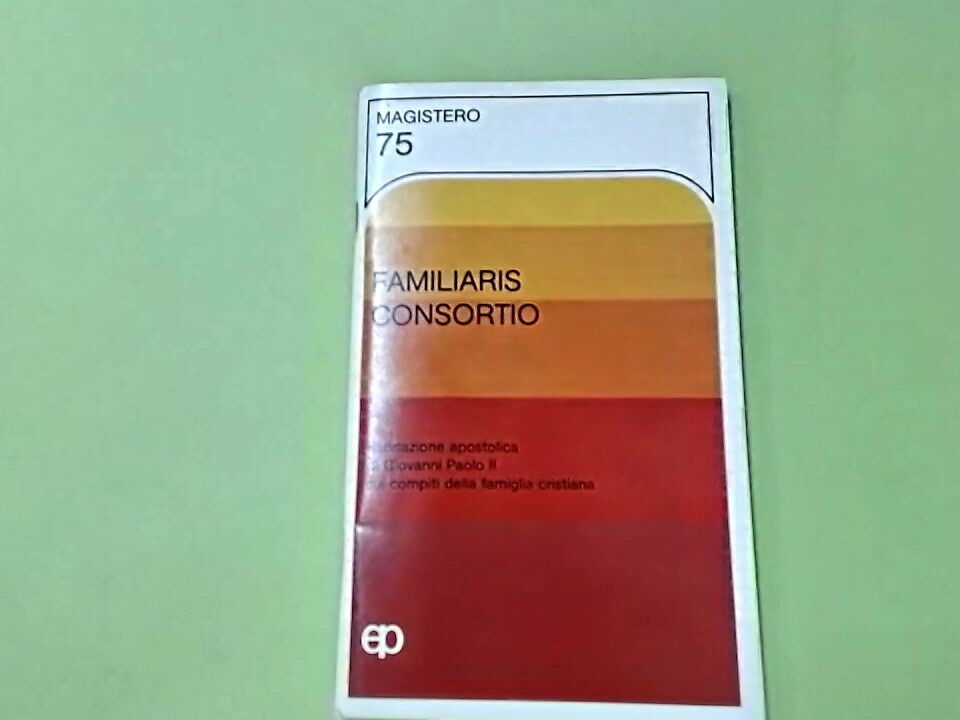 MAGISTERO
75
FAMILIARIS
CONSORTIO
apostolica
Giovanni Paolo II
compiti della famiglia cristiana
ep